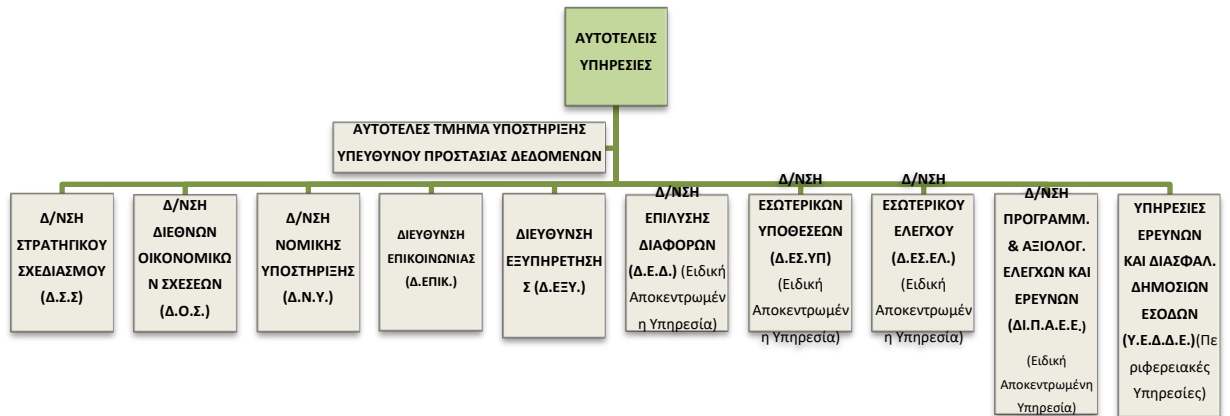 ΑΥΤΟΤΕΛΕΙΣ
ΥΠΗΡΕΣΙΕΣ
ΑΥΤΟΤΕΛΕΣ ΤΜΗΜΑ ΥΠΟΣΤΗΡΙΞΗΣ
ΥΠΕΥΘΥΝΟΥ ΠΡΟΣΤΑΣΙΑΣ ΔΕΔΟΜΕΝΩΝ
Δ/ΝΣΗ
ΣΤΡΑΤΗΓΙΚΟΥ
ΣΧΕΔΙΑΣΜΟΥ
(Δ.Σ.Σ)
Δ/ΝΣΗ
ΔΙΕΘΝΩΝ
ΟΙΚΟΝΟΜΙΚΩ
Ν ΣΧΕΣΕΩΝ
(Δ.Ο.Σ.)
Δ/ΝΣΗ
ΝΟΜΙΚΗΣ
ΥΠΟΣΤΗΡΙΞΗΣ
(Δ.Ν.Υ.)
ΔΙΕΥΘΥΝΣΗ
ΕΠΙΚΟΙΝΩΝΙΑΣ
(Δ.ΕΠΙΚ.)
ΔΙΕΥΘΥΝΣΗ
ΕΞΥΠΗΡΕΤΗΣΗ
Σ (Δ.ΕΞΥ.)
Δ/ΝΣΗ
ΕΠΙΛΥΣΗΣ
ΔΙΑΦΟΡΩΝ
(Δ.Ε.Δ.) (Ειδική
Αποκεντρωμέν
η Υπηρεσία)
Δ/ΝΣΗ
ΕΣΩΤΕΡΙΚΩΝ
ΥΠΟΘΕΣΕΩΝ
(Δ.ΕΣ.ΥΠ)
(Ειδική
Αποκεντρωμέν
η Υπηρεσία)
Δ/ΝΣΗ
ΕΣΩΤΕΡΙΚΟΥ
ΕΛΕΓΧΟΥ
(Δ.ΕΣ.ΕΛ.)
(Ειδική
Αποκεντρωμέν
η Υπηρεσία)
Δ/ΝΣΗ
ΠΡΟΓΡΑΜΜ.
& ΑΞΙΟΛΟΓ.
ΕΛΕΓΧΩΝ ΚΑΙ
ΕΡΕΥΝΩΝ
(ΔΙ.Π.Α.Ε.Ε.)
(Ειδική
Αποκεντρωμένη
Υπηρεσία)
ΥΠΗΡΕΣΙΕΣ
ΕΡΕΥΝΩΝ
ΚΑΙ ΔΙΑΣΦΑΛ.
ΔΗΜΟΣΙΩΝ
ΕΣΟΔΩΝ
(Υ.Ε.Δ.Δ.Ε.)(Πε
ριφερειακές
Υπηρεσίες)